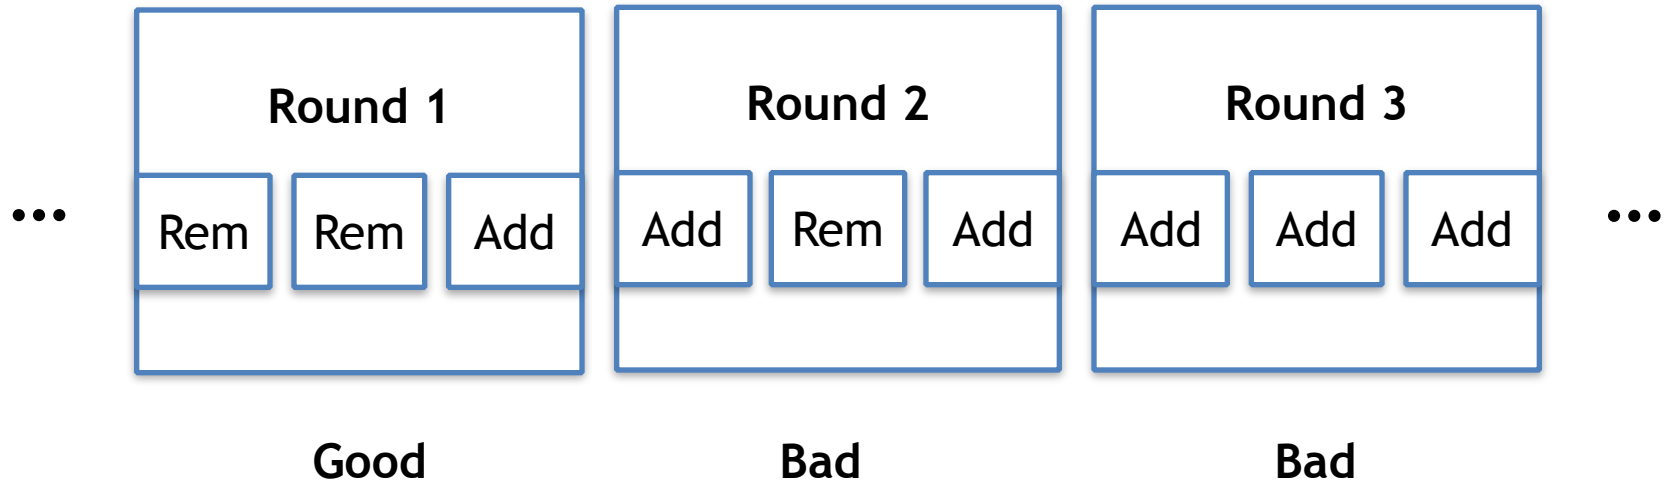 Round 1 Round 2 Round 3
... Rem Rem Add Add Rem Add Add Add Add ...
Good Bad Bad